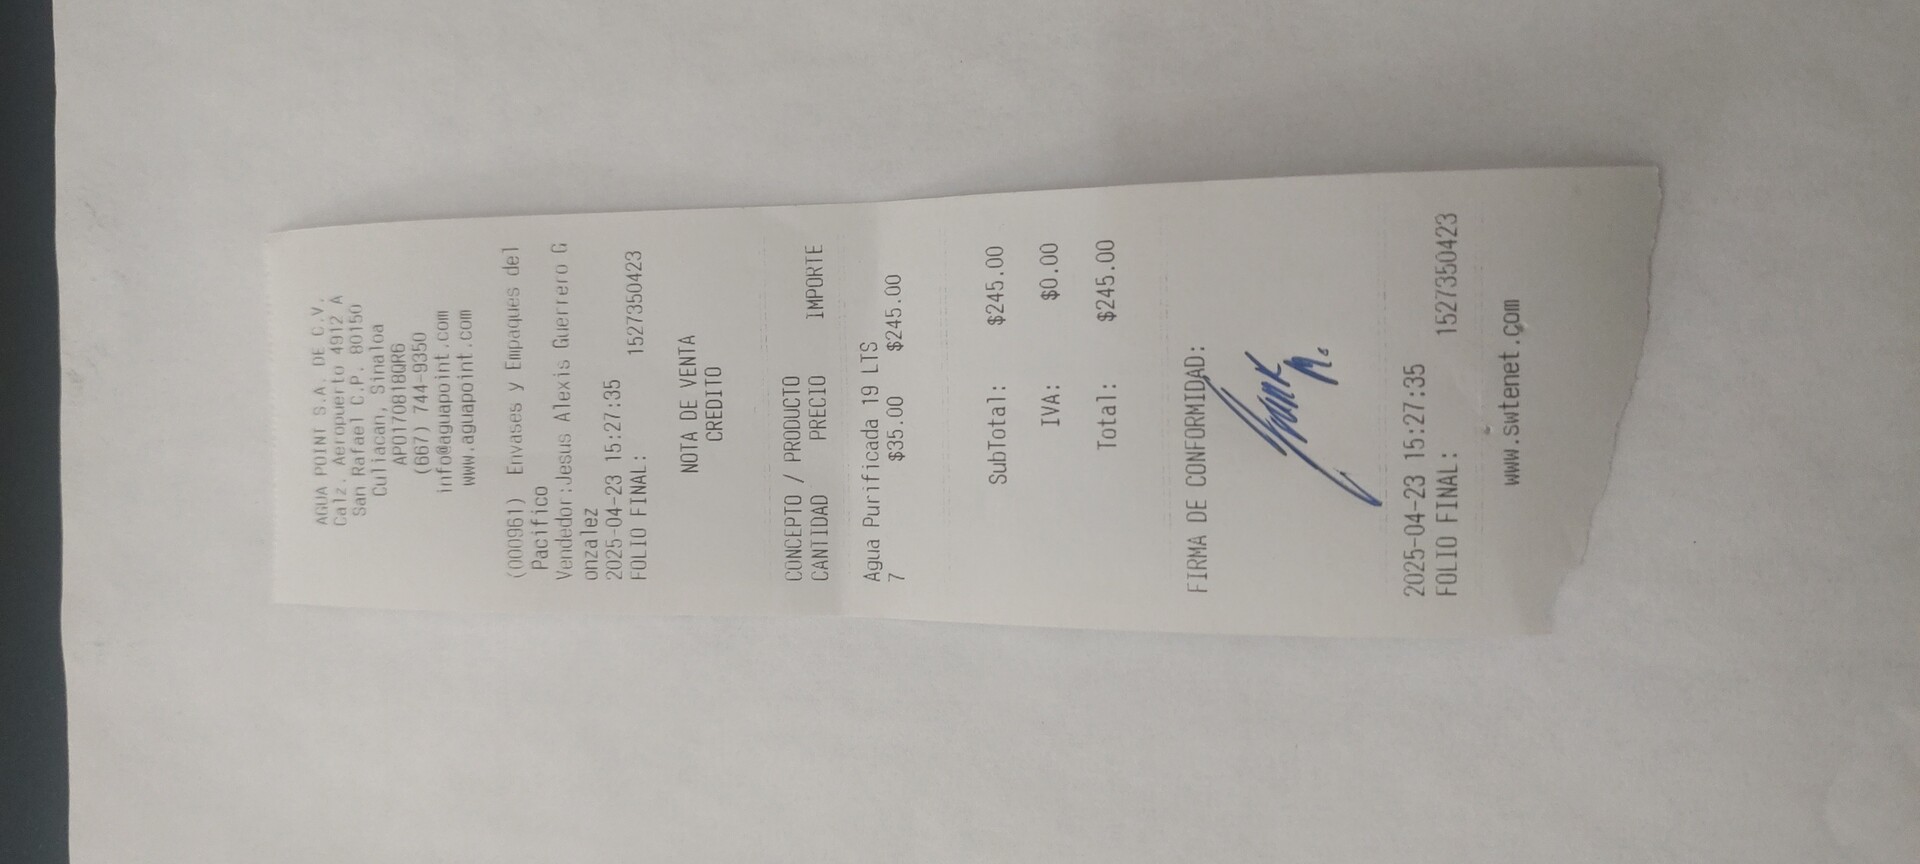 AGUA POINT S.A. DE C.V.
Calz. Aeropuerto 4912 A
San Rafael C.P. 80150
Culiacan, Sinaloa
APO170818QR6
(667) 744-9350
info@aguapoint.com
www.aguapoint.com
(000961) Envases y Empaques del
Pacifico
Vendedor:Jesus Alexis Guerrero G
onzalez
2025-04-23 15:27:35
FOLIO FINAL: 1527350423
NOTA DE VENTA
CREDITO
CONCEPTO / PRODUCTO
CANTIDAD PRECIO IMPORTE
Agua Purificada 19 LTS
7 $35.00 $245.00
SubTotal: $245.00
IVA: $0.00
Total: $245.00
FIRMA DE CONFORMIDAD:
2025-04-23 15:27:35
FOLIO FINAL: 1527350423
www.swtenet.com